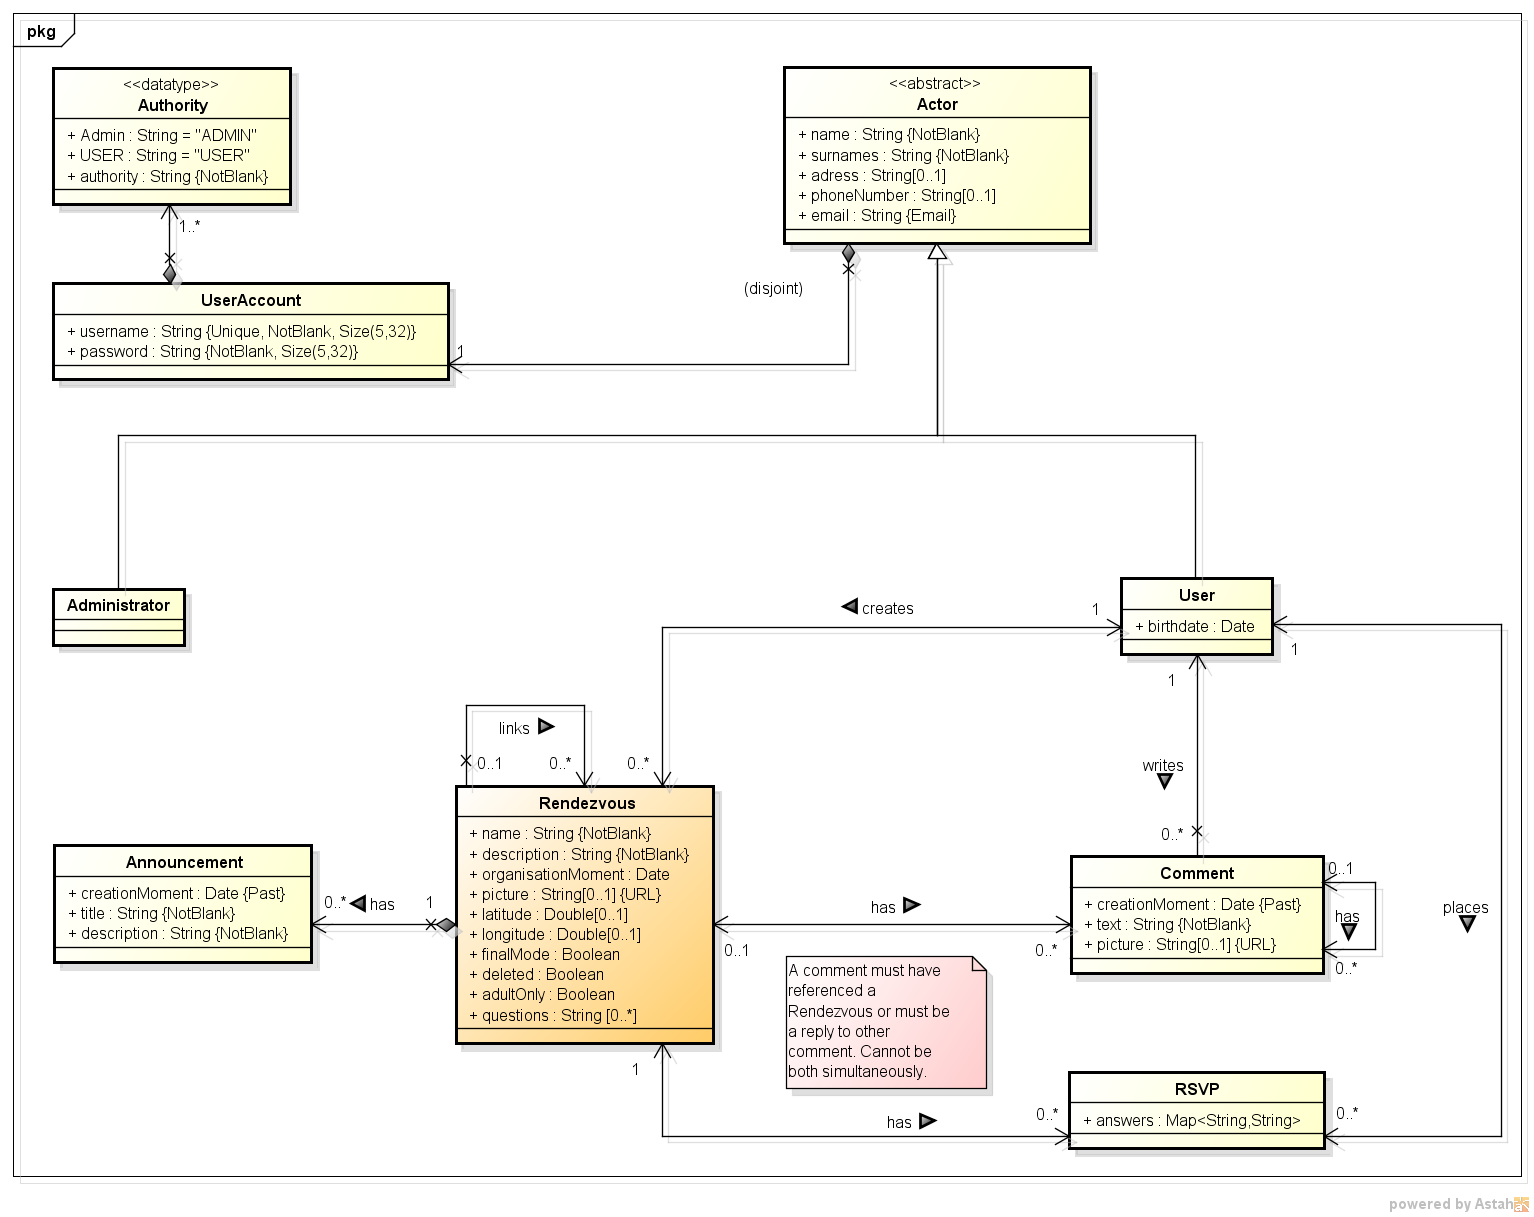 pkg
<<datatype>>
Authority
+ Admin : String = "ADMIN"
+ USER : String = "USER"
+ authority : String {NotBlank}
1..*
<<abstract>>
Actor
+ name : String {NotBlank}
+ surnames : String {NotBlank}
+ adress : String[0..1]
+ phoneNumber : String[0..1]
+ email : String {Email}
(disjoint)
UserAccount
+ username : String {Unique, NotBlank, Size(5,32)}
+ password : String {NotBlank, Size(5,32)}
1
Administrator
User
+ birthdate : Date
creates
1
1
1
links
0..1
0..*
0..*
writes
0..*
Rendezvous
+ name : String {NotBlank}
+ description : String {NotBlank}
+ organisationMoment : Date
+ picture : String[0..1] {URL}
+ latitude : Double[0..1]
+ longitude : Double[0..1]
+ finalMode : Boolean
+ deleted : Boolean
+ adultOnly : Boolean
+ questions : String [0..*]
Announcement
+ creationMoment : Date {Past}
+ title : String {NotBlank}
+ description : String {NotBlank}
0..*
has
1
Comment
+ creationMoment : Date {Past}
+ text : String {NotBlank}
+ picture : String[0..1] {URL}
0..1
has
0..*
places
has
0..1
0..*
A comment must have
referenced a
Rendezvous or must be
a reply to other
comment. Cannot be
both simultaneously.
1
has
0..*
RSVP
+ answers : Map<String,String>
0..*
powered by Astah